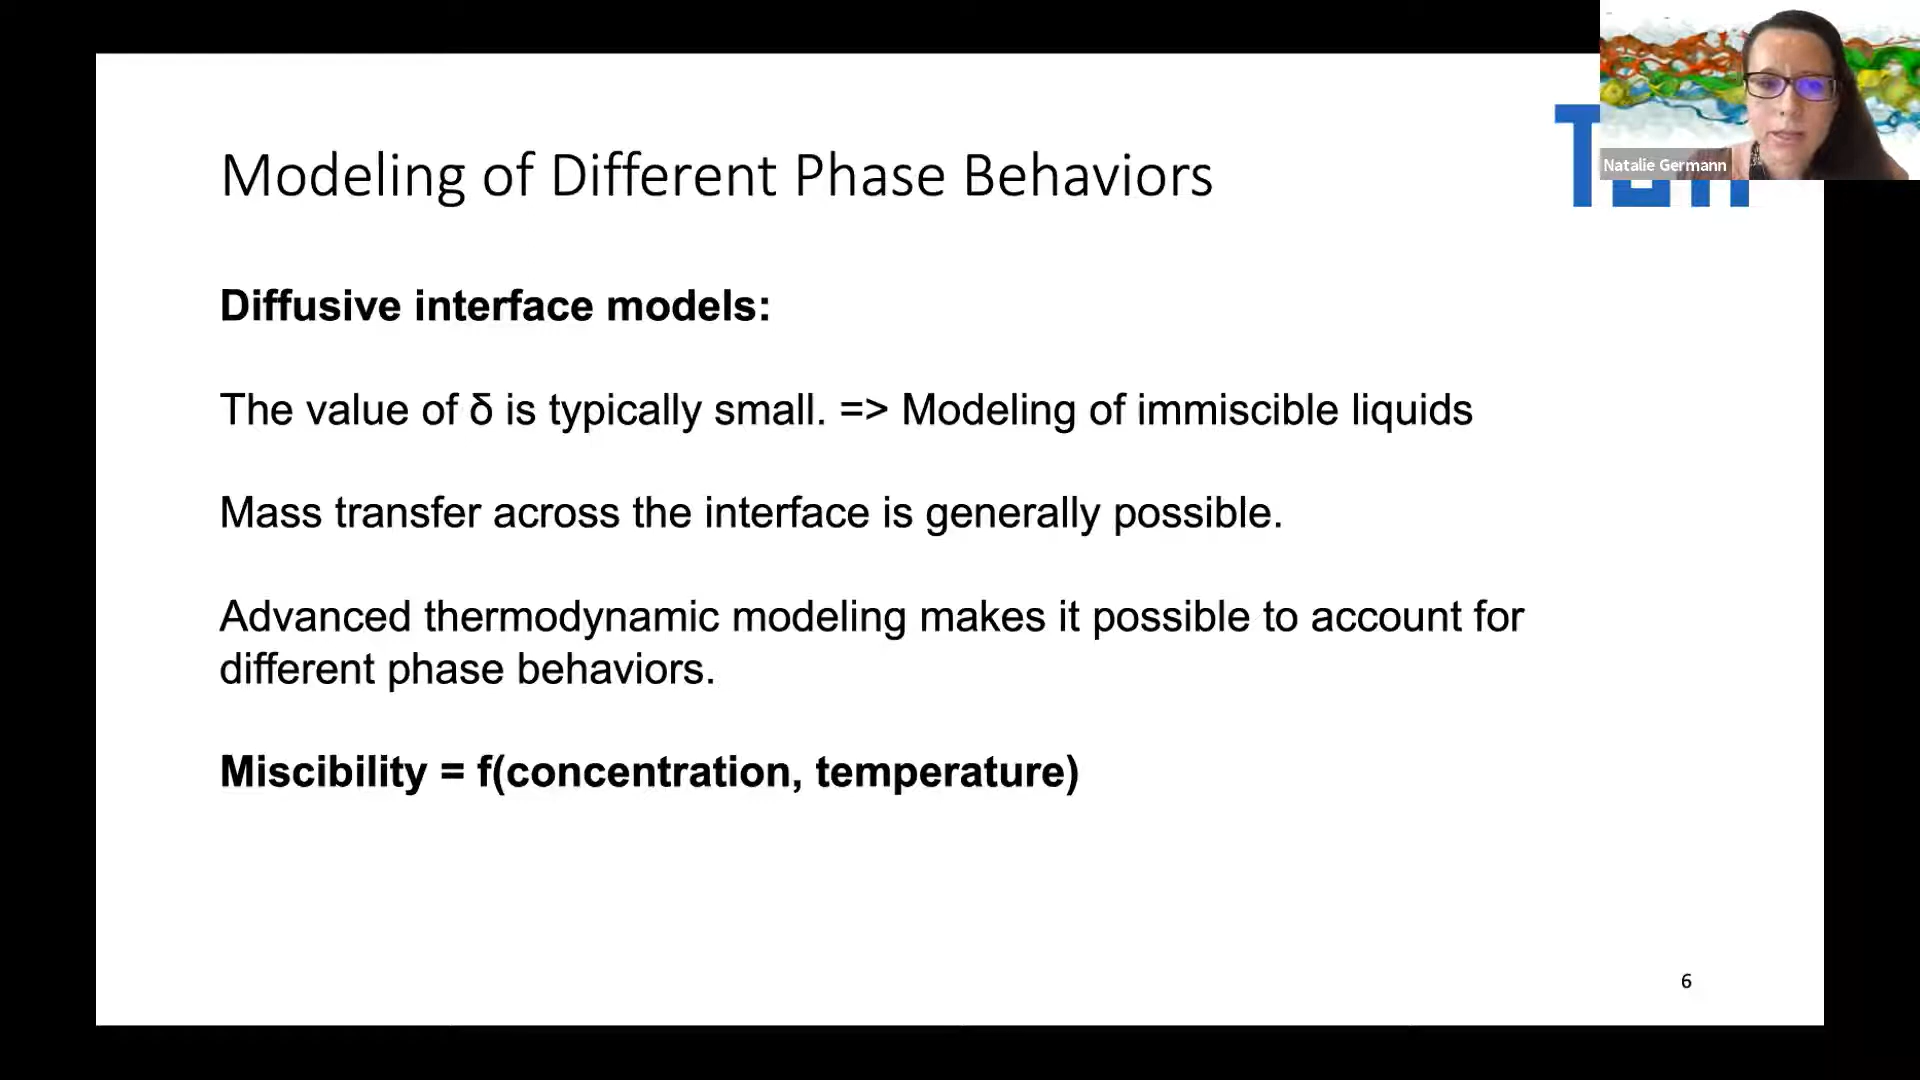 Modeling of Different Phase Behaviors
Natalie Germann
Diffusive interface models:
The value of δ is typically small. => Modeling of immiscible liquids
Mass transfer across the interface is generally possible.
Advanced thermodynamic modeling makes it possible to account for
different phase behaviors.
Miscibility = f(concentration, temperature)
6